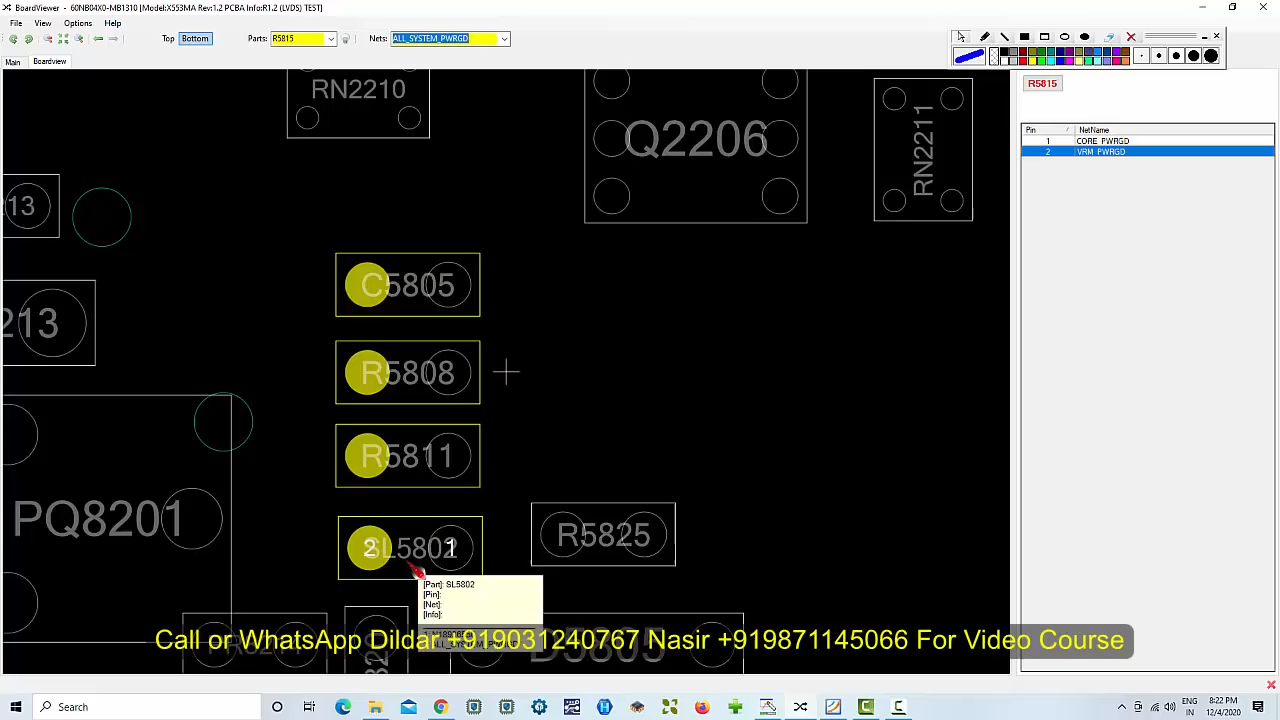 BoardViewer - 60NB04X0-MB1310 [Model:X553MA Rev:1.2 PCBA Info:R1.2 (LVDS) TEST]
File View Options Help
Top Bottom Parts: R5815 Nets: ALL_SYSTEM_PWRGD
Main Boardview
R5815
Pin NetName
1 CORE_PWRGD
2 VRM_PWRGD
RN2210
Q2206
RN2211
213
C5805
213
R5808
R5811
PQ8201
2 SL5802 1
R5825
[Part]: SL5802
[Pin]:
[Net]:
[Info]:
D5805
Call or WhatsApp Dildar +919031240767 Nasir +919871145066 For Video Course
Search
ENG
IN
8:22 PM
12/4/2020